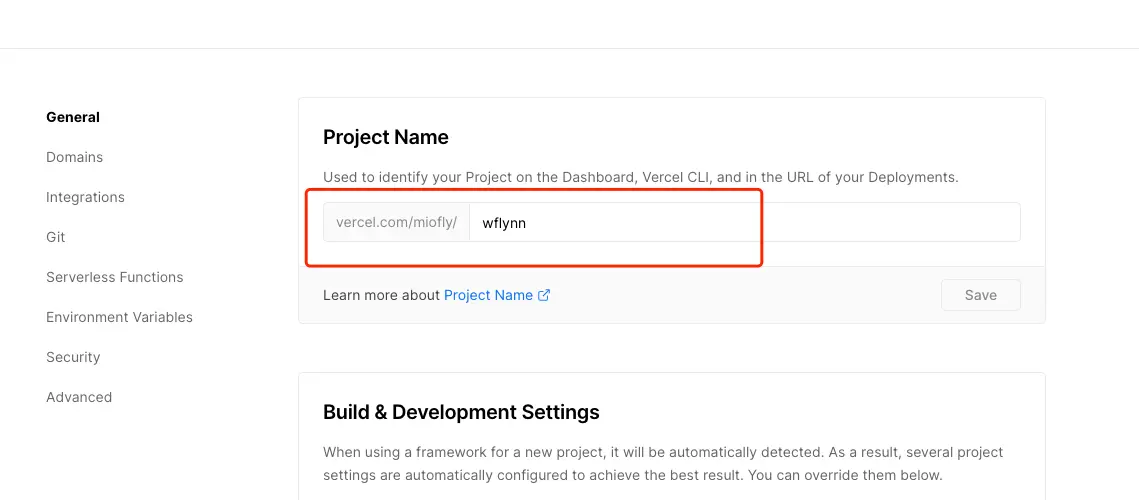 General
Domains
Integrations
Git
Serverless Functions
Environment Variables
Security
Advanced
Project Name
Used to identify your Project on the Dashboard, Vercel CLI, and in the URL of your Deployments.
vercel.com/miofly/ wflynn
Learn more about Project Name
Save
Build & Development Settings
When using a framework for a new project, it will be automatically detected. As a result, several project
settings are automatically configured to achieve the best result. You can override them below.